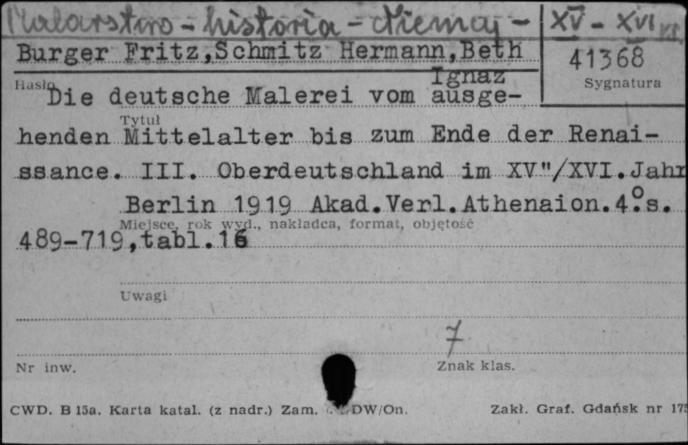 Malarstwo - historia - Niemcy - XV - XVI w.
Burger Fritz,Schmitz Hermann,Beth
41368
Hasło
Ignaz
Sygnatura
Die deutsche Malerei vom ausge-
Tytuł
henden Mittelalter bis zum Ende der Renai-
ssance. III. Oberdeutschland im XV"/XVI.Jahr
Berlin 1919 Akad.Verl.Athenaion.4°.s.
Miejsce, rok wyd., nakładca, format, objętość
489-719,tabl.16
Uwagi
7
Nr inw.
Znak klas.
CWD. B 15a. Karta katal. (z nadr.) Zam. DW/On.
Zakł. Graf. Gdańsk nr 175